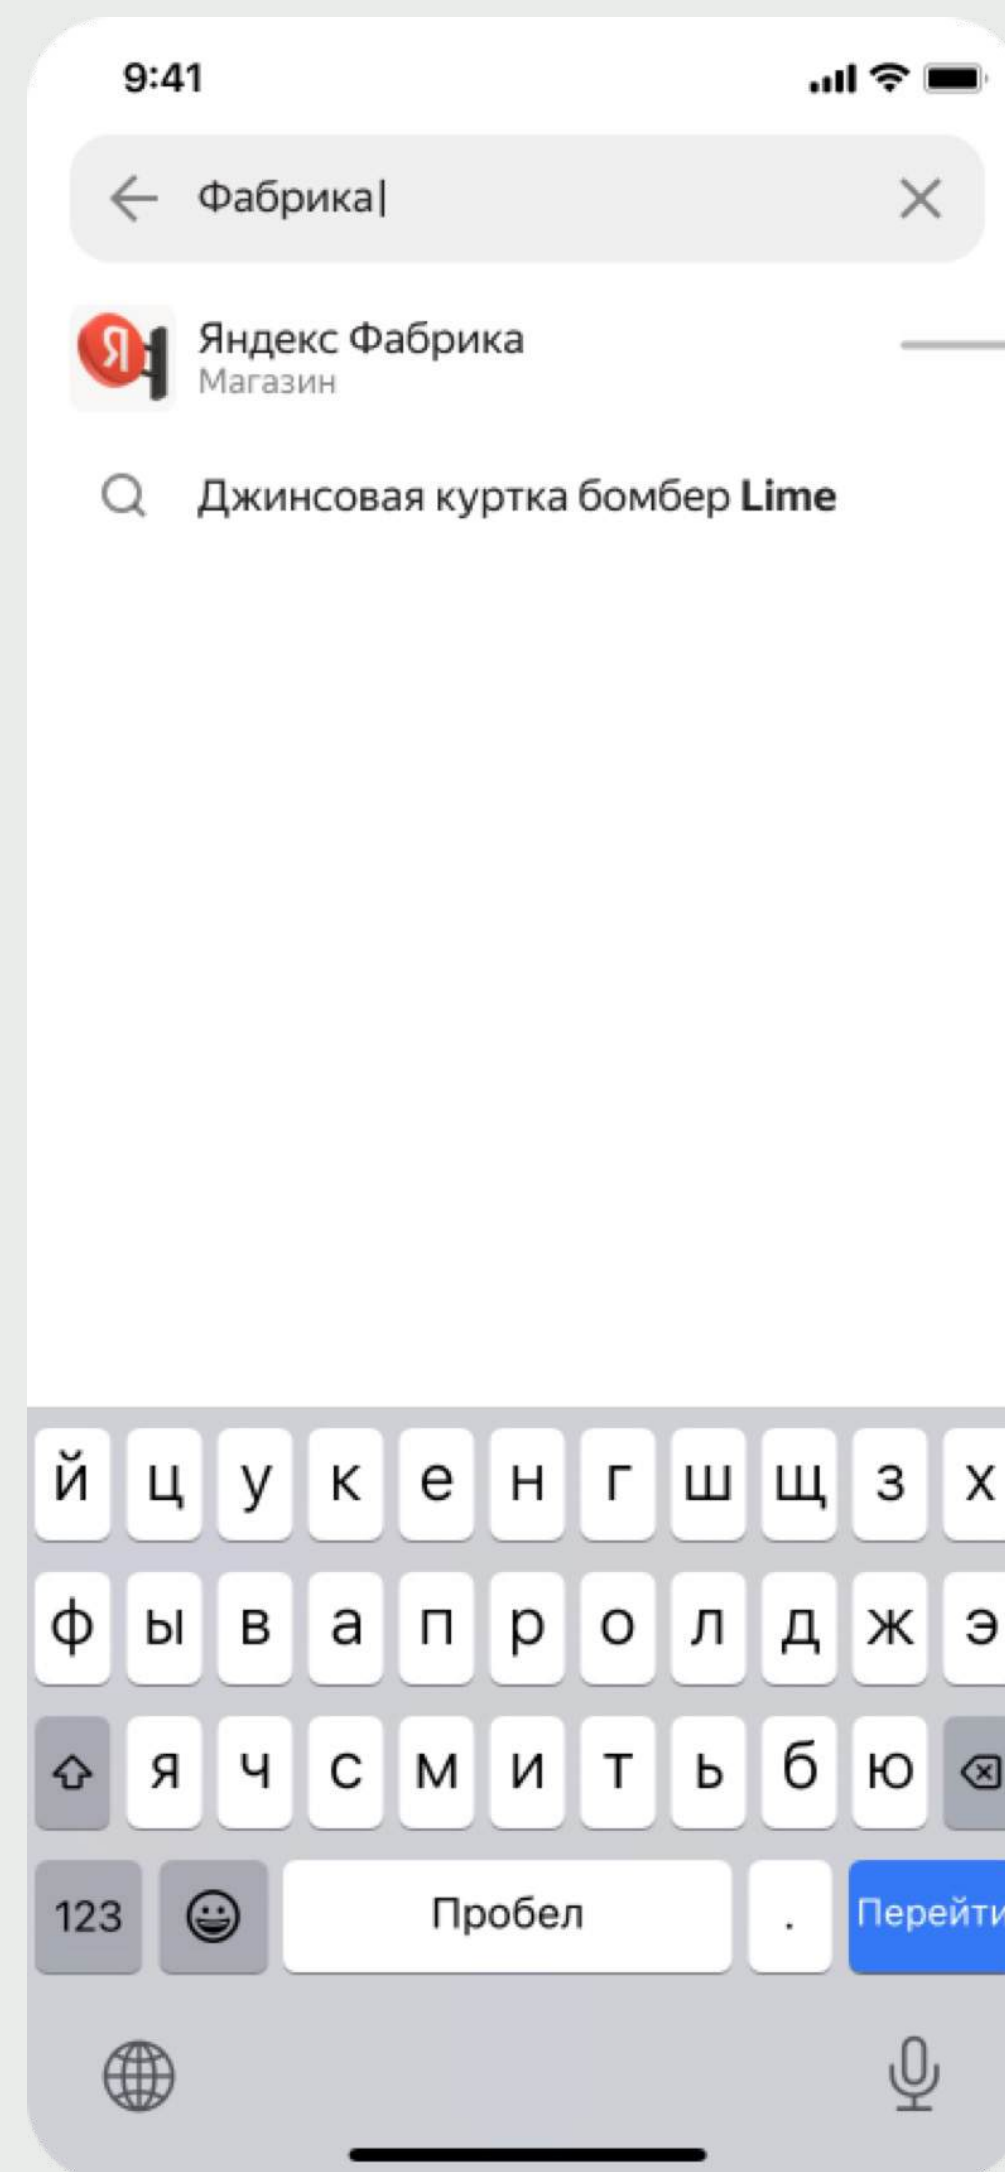 9:41
Фабрика
Я
Яндекс Фабрика
Магазин
Джинсовая куртка бомбер Lime
й ц у к е н г ш щ з х
ф ы в а п р о л д ж э
я ч с м и т ь б ю
123 Пробел . Перейти